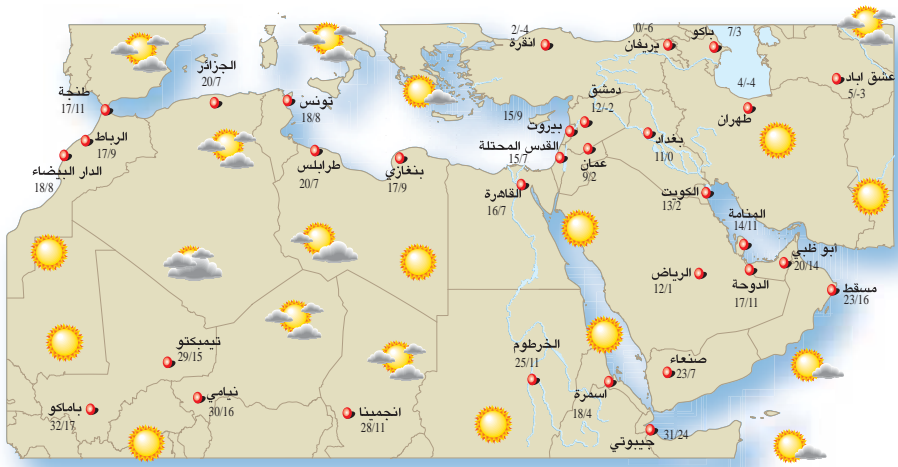 2/-4
انقرة
0/-6
يريفان
باكو
7/3
عشق اباد
5/-3
4/-4
طهران
الجزائر
20/7
طنجة
17/11
تونس
18/8
15/9
بيروت
دمشق
12/-2
بغداد
11/0
الرباط
17/9
الدار البيضاء
18/8
طرابلس
20/7
بنغازي
17/9
القدس المحتلة
15/7
عمان
9/2
القاهرة
16/7
الكويت
13/2
المنامة
14/11
ابو ظبي
20/14
الدوحة
17/11
الرياض
12/1
مسقط
23/16
تيمبكتو
29/15
نيامي
30/16
باماكو
32/17
انجمينا
28/11
الخرطوم
25/11
اسمرة
18/4
صنعاء
23/7
جيبوتي
31/24